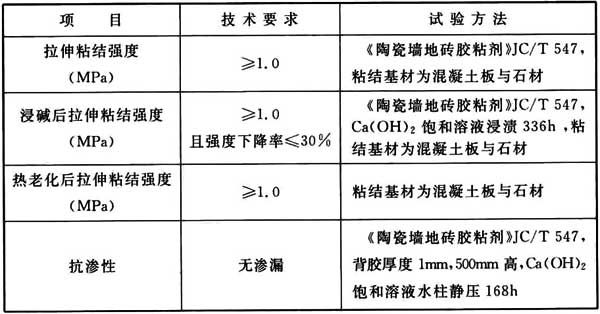 项 目 技术要求 试验方法
拉伸粘结强度
(MPa)
≥1.0
《陶瓷墙地砖胶粘剂》JC/T 547，
粘结基材为混凝土板与石材
浸碱后拉伸粘结强度
(MPa)
≥1.0
且强度下降率≤30%
《陶瓷墙地砖胶粘剂》JC/T 547，
Ca(OH)₂ 饱和溶液浸渍 336h，粘
结基材为混凝土板与石材
热老化后拉伸粘结强度
(MPa)
≥1.0
粘结基材为混凝土板与石材
抗渗性
无渗漏
《陶瓷墙地砖胶粘剂》JC/T 547，
背胶厚度 1mm，500mm 高，Ca(OH)₂
饱和溶液水柱静压 168h